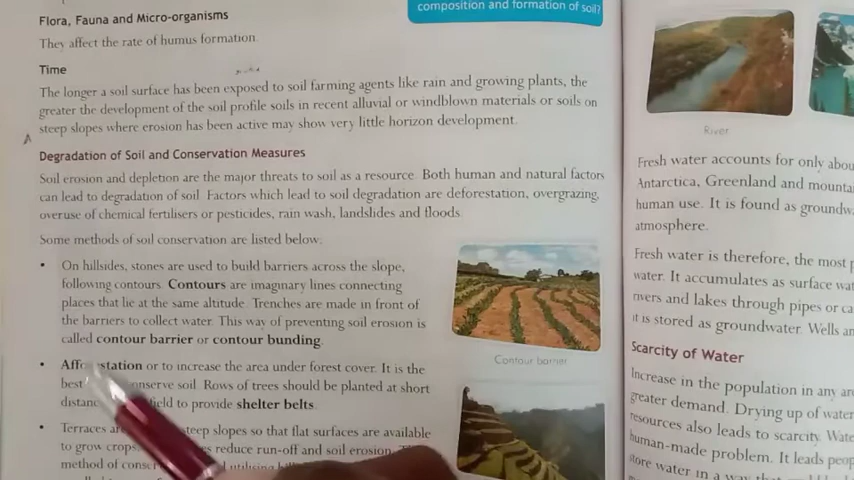 composition and formation of soil?
Flora, Fauna and Micro-organisms
They affect the rate of humus formation.
Time
The longer a soil surface has been exposed to soil farming agents like rain and growing plants, the
greater the development of the soil profile soils in recent alluvial or windblown materials or soils on
steep slopes where erosion has been active may show very little horizon development.
Degradation of Soil and Conservation Measures
Soil erosion and depletion are the major threats to soil as a resource. Both human and natural factors
can lead to degradation of soil. Factors which lead to soil degradation are deforestation, overgrazing,
overuse of chemical fertilisers or pesticides, rain wash, landslides and floods.
Some methods of soil conservation are listed below:
• On hillsides, stones are used to build barriers across the slope,
following contours. Contours are imaginary lines connecting
places that lie at the same altitude. Trenches are made in front of
the barriers to collect water. This way of preventing soil erosion is
called contour barrier or contour bunding.
Contour barrier
• Afforestation or to increase the area under forest cover. It is the
best conserve soil. Rows of trees should be planted at short
field to provide shelter belts.
• Terraces steep slopes so that flat surfaces are available
to grow crops. reduce run-off and soil erosion.
method of
River
Fresh water accounts for only
Antarctica, Greenland and
human use. It is found as
atmosphere.
Fresh water is therefore, the most
water. It accumulates as surface
rivers and lakes through pipes or
it is stored as groundwater. Wells
Scarcity of Water
Increase in the population in any
greater demand. Drying up of water
resources also leads to scarcity.
human-made problem. It leads
store water in a way